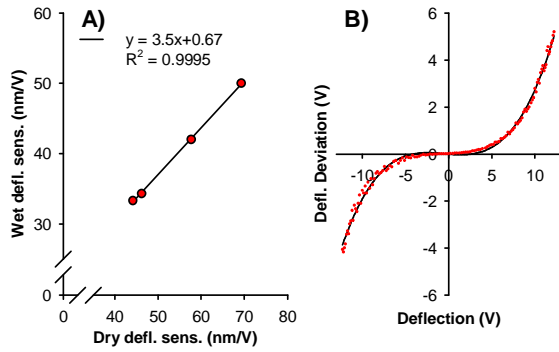 A)
y = 3.5x+0.67
R² = 0.9995
Wet defl. sens. (nm/V)
60
50
40
30
0
0
40
60
80
Dry defl. sens. (nm/V)
B)
Defl. Deviation (V)
6
4
2
0
-2
-4
-6
-10
-5
0
5
10
Deflection (V)